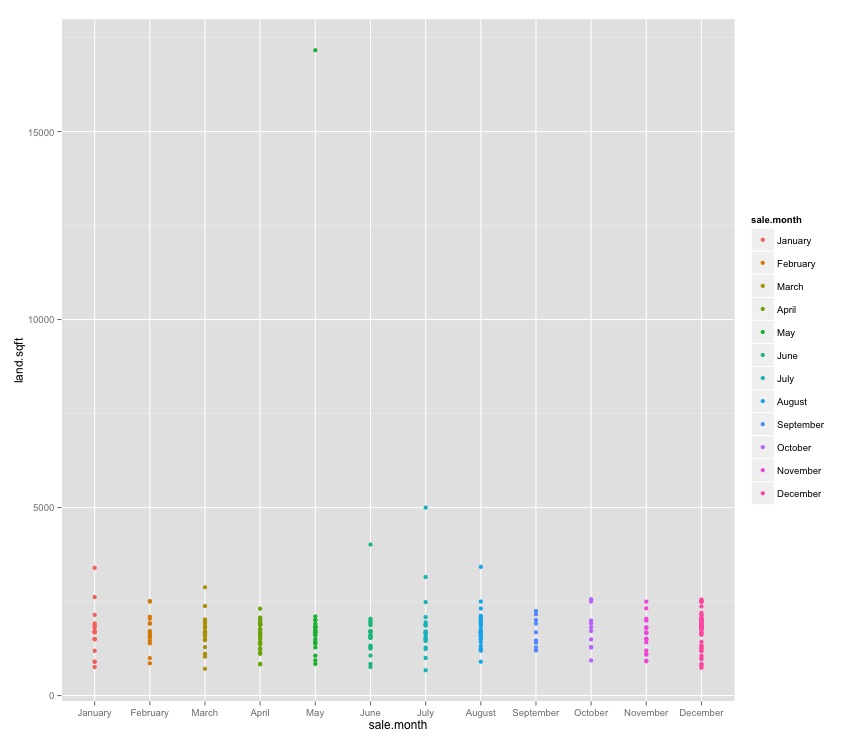 15000
10000
5000
0
land.sqft
January February March April May June July August September October November December
sale.month
sale.month
January
February
March
April
May
June
July
August
September
October
November
December